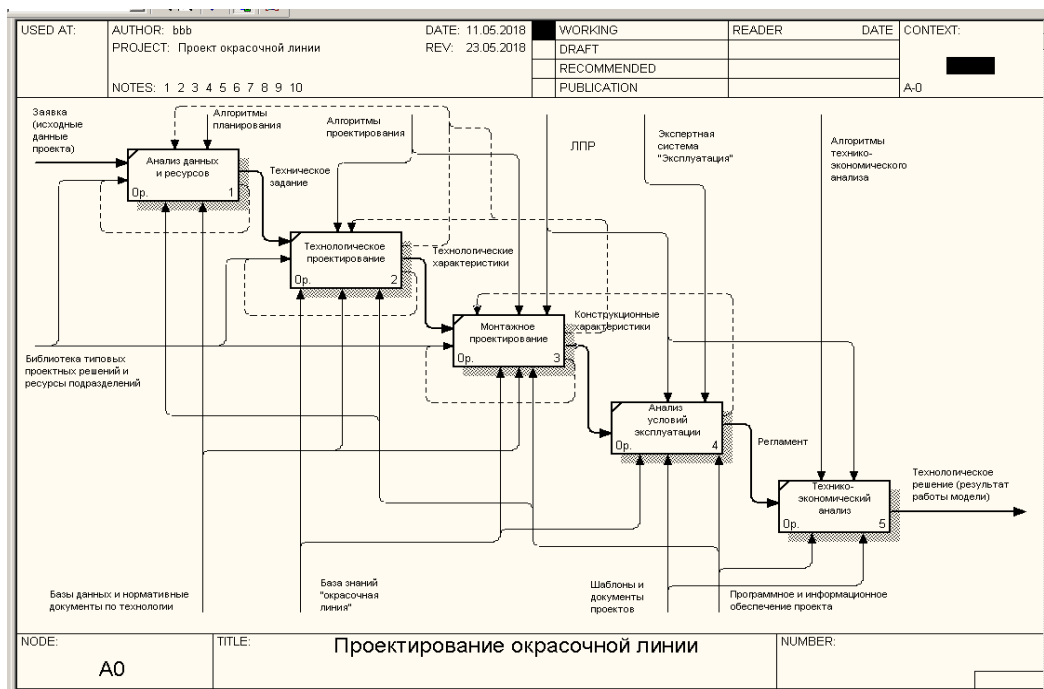 USED AT:
AUTHOR: bbb
DATE: 11.05.2018
PROJECT: Проект окрасочной линии
REV: 23.05.2018
NOTES: 1 2 3 4 5 6 7 8 9 10
WORKING
DRAFT
RECOMMENDED
PUBLICATION
READER
DATE
CONTEXT:
A-0
Заявка
(исходные
данные
проекта)
Алгоритмы
планирования
Алгоритмы
проектирования
ЛПР
Экспертная
система
"Эксплуатация"
Алгоритмы
технико-
экономического
анализа
Анализ данных
и ресурсов
0р.
1
Техническое
задание
Технологическое
проектирование
0р.
2
Технологические
характеристики
Монтажное
проектирование
0р.
3
Конструкционные
характеристики
Библиотека типовых
проектных решений и
ресурсы подразделений
Анализ
условий
эксплуатации
0р.
4
Регламент
Технико-
экономический
анализ
0р.
5
Технологическое
решение (результат
работы модели)
Базы данных и нормативные
документы по технологии
База знаний
"окрасочная
линия"
Шаблоны и
документы
проектов
Программное и информационное
обеспечение проекта
NODE:
A0
TITLE:
Проектирование окрасочной линии
NUMBER: